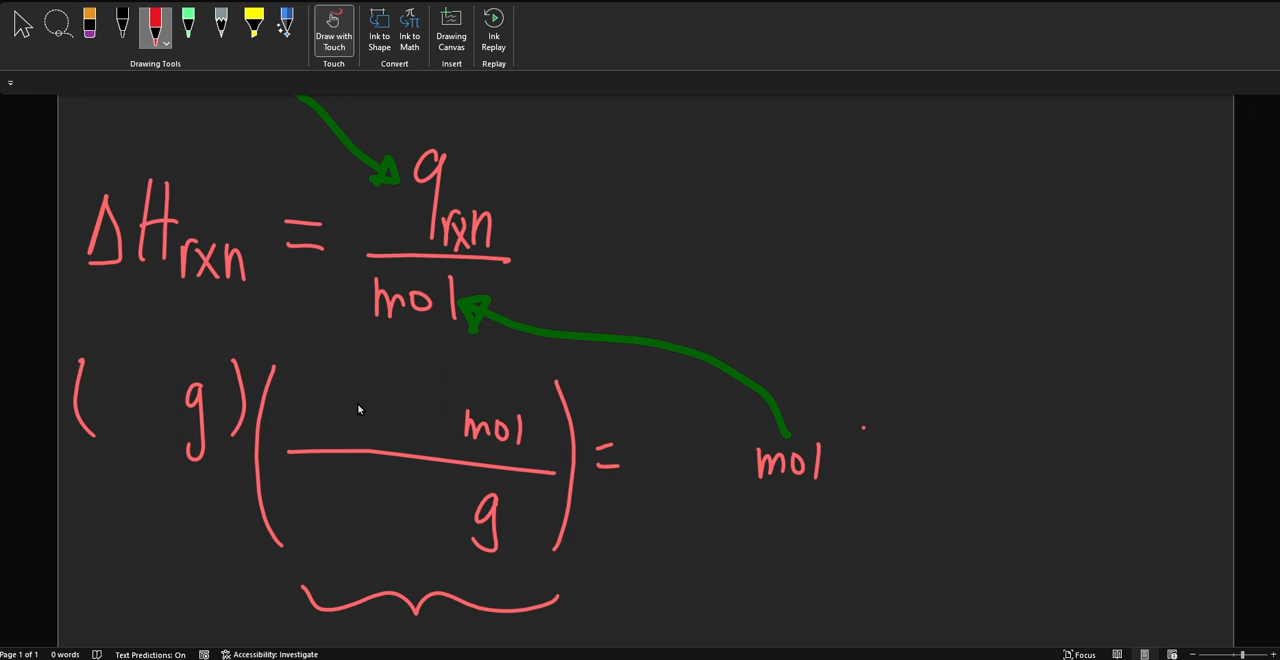 Draw with Touch
Ink to Shape
Ink to Math
Drawing Canvas
Ink Replay
Drawing Tools
Touch
Convert
Insert
Replay
ΔHrxn = qrxn
mol
( g)( mol
g ) = mol
Page 1 of 1 0 words Text Predictions: On Accessibility: Investigate Focus